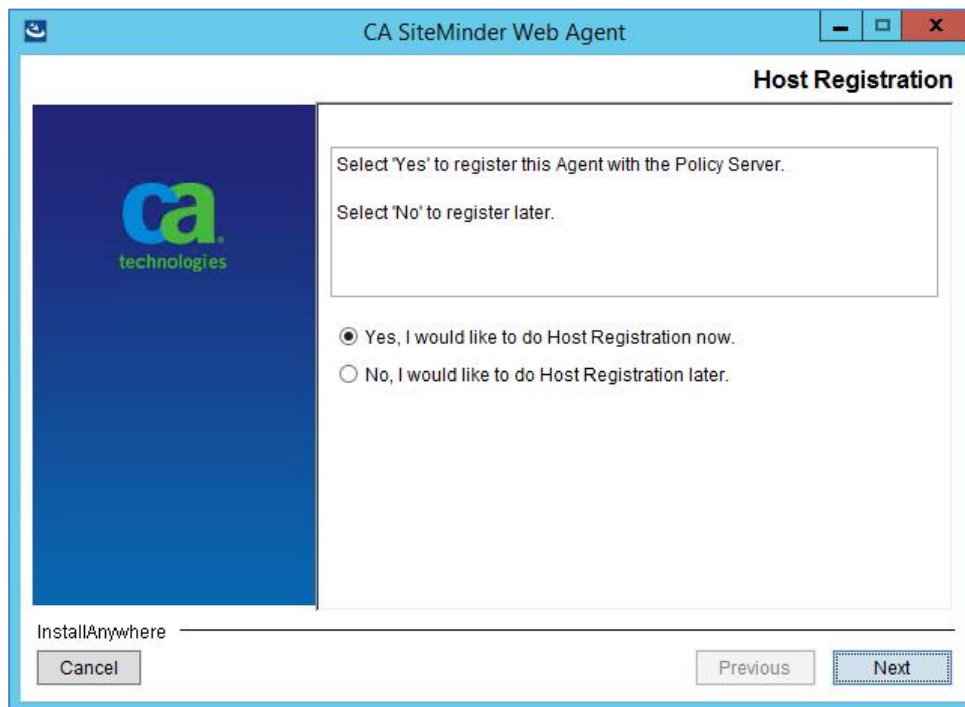 CA SiteMinder Web Agent
Host Registration
ca
technologies
Select 'Yes' to register this Agent with the Policy Server.
Select 'No' to register later.
Yes, I would like to do Host Registration now.
No, I would like to do Host Registration later.
InstallAnywhere
Cancel
Previous
Next